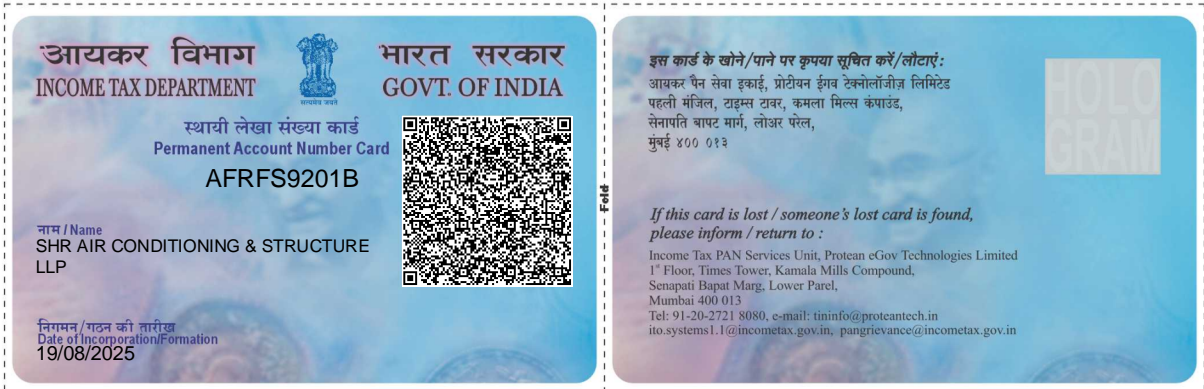 आयकर विभाग
INCOME TAX DEPARTMENT
सत्यमेव जयते
भारत सरकार
GOVT. OF INDIA
स्थायी लेखा संख्या कार्ड
Permanent Account Number Card
AFRFS9201B
नाम / Name
SHR AIR CONDITIONING & STRUCTURE
LLP
निगमन/गठन की तारीख
Date of Incorporation/Formation
19/08/2025
Fold
इस कार्ड के खोने/पाने पर कृपया सूचित करें/लौटाएं :
आयकर पैन सेवा इकाई, प्रोटीयन ईगव टेक्नोलॉजीज़ लिमिटेड
पहली मंजिल, टाइम्स टावर, कमला मिल्स कंपाउंड,
सेनापति बापट मार्ग, लोअर परेल,
मुंबई ४०० ०१३
HOLO
GRAM
If this card is lost / someone's lost card is found,
please inform / return to :
Income Tax PAN Services Unit, Protean eGov Technologies Limited
1st Floor, Times Tower, Kamala Mills Compound,
Senapati Bapat Marg, Lower Parel,
Mumbai 400 013
Tel: 91-20-2721 8080, e-mail: tininfo@proteantech.in
ito.systems1.1@incometax.gov.in, pangrievance@incometax.gov.in